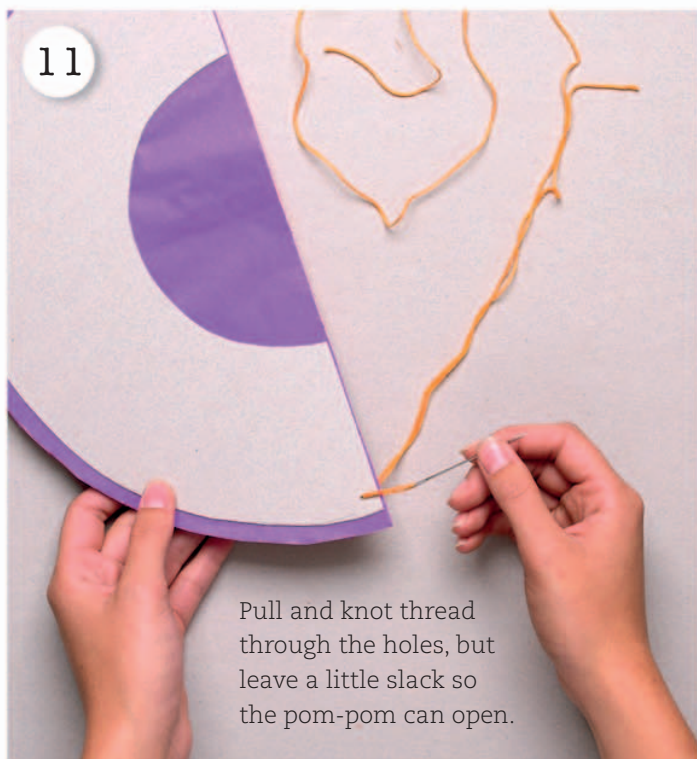 11
Pull and knot thread
through the holes, but
leave a little slack so
the pom-pom can open.